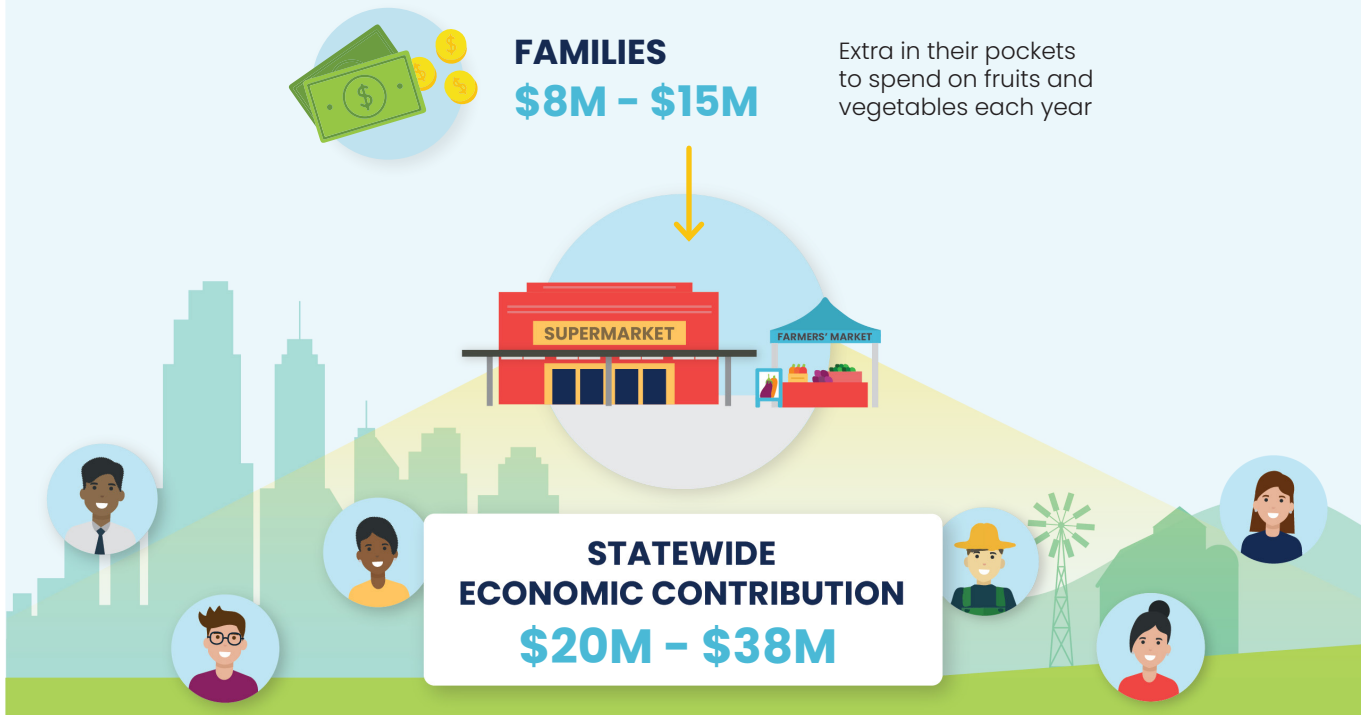 FAMILIES
$8M - $15M
Extra in their pockets
to spend on fruits and
vegetables each year
SUPERMARKET
FARMERS' MARKET
STATEWIDE
ECONOMIC CONTRIBUTION
$20M - $38M